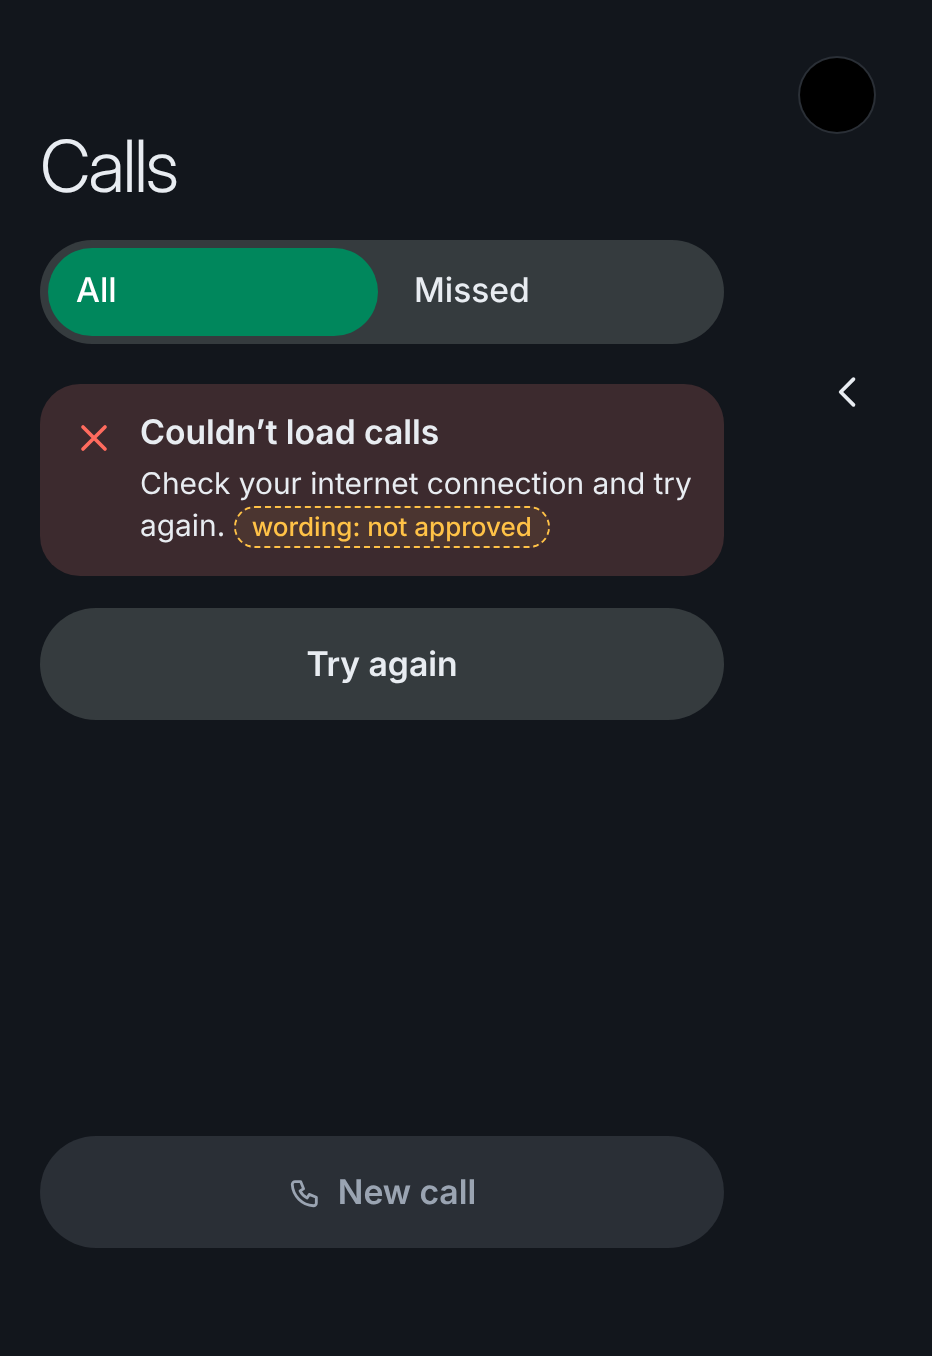 Calls
All
Missed
Couldn’t load calls
Check your internet connection and try
again. wording: not approved
Try again
New call